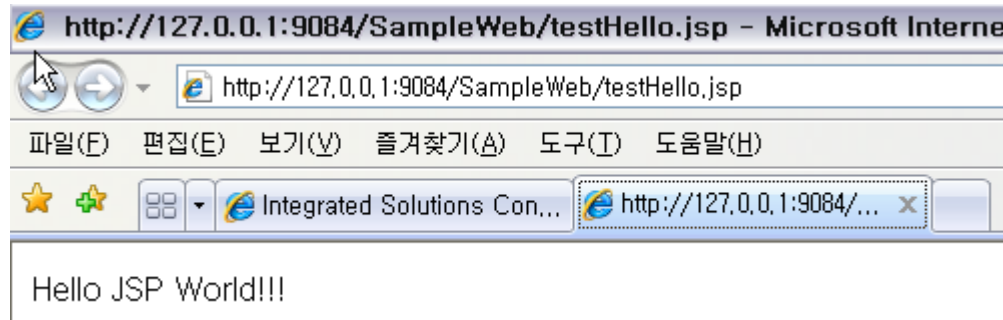 http://127.0.0.1:9084/SampleWeb/testHello.jsp - Microsoft Interne
http://127.0.0.1:9084/SampleWeb/testHello.jsp
파일(F) 편집(E) 보기(V) 즐겨찾기(A) 도구(T) 도움말(H)
Integrated Solutions Con... http://127.0.0.1:9084/... x
Hello JSP World!!!